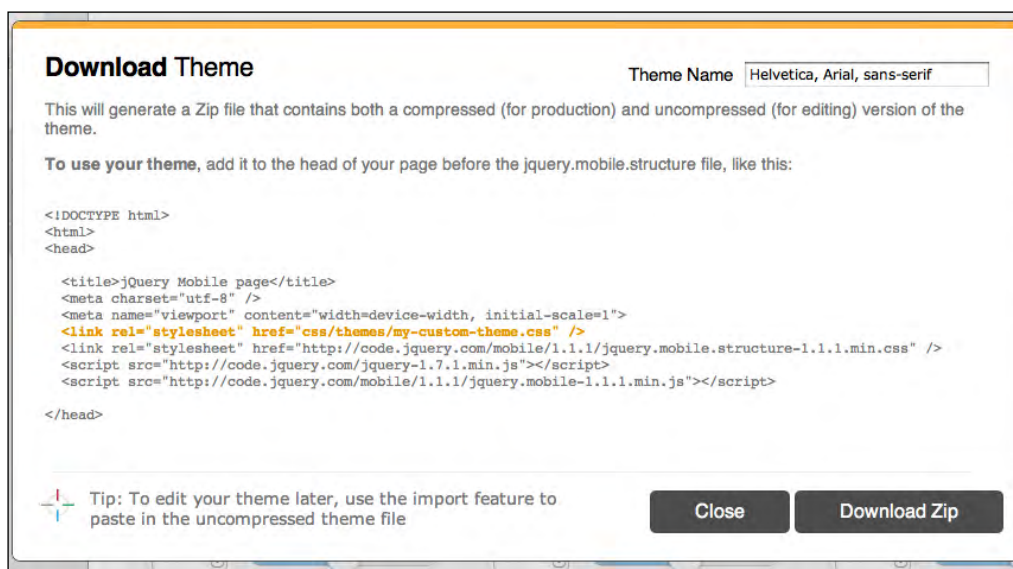 Download Theme
Theme Name Helvetica, Arial, sans-serif
This will generate a Zip file that contains both a compressed (for production) and uncompressed (for editing) version of the
theme.
To use your theme, add it to the head of your page before the jquery.mobile.structure file, like this:
<!DOCTYPE html>
<html>
<head>
<title>jQuery Mobile page</title>
<meta charset="utf-8" />
<meta name="viewport" content="width=device-width, initial-scale=1">
<link rel="stylesheet" href="css/themes/my-custom-theme.css" />
<link rel="stylesheet" href="http://code.jquery.com/mobile/1.1.1/jquery.mobile.structure-1.1.1.min.css" />
<script src="http://code.jquery.com/jquery-1.7.1.min.js"></script>
<script src="http://code.jquery.com/mobile/1.1.1/jquery.mobile-1.1.1.min.js"></script>
</head>
Tip: To edit your theme later, use the import feature to
paste in the uncompressed theme file
Close
Download Zip